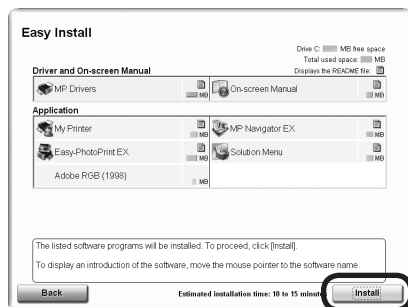 Easy Install
Drive C: MB free space
Total used space: MB
Driver and On-screen Manual
Displays the README file:
MP Drivers
MB
On-screen Manual
MB
Application
My Printer
MB
MP Navigator EX
MB
Easy-PhotoPrint EX
MB
Solution Menu
MB
Adobe RGB (1998)
MB
The listed software programs will be installed. To proceed, click [Install].
To display an introduction of the software, move the mouse pointer to the software name.
Back
Estimated installation time: 10 to 15 minutes
Install